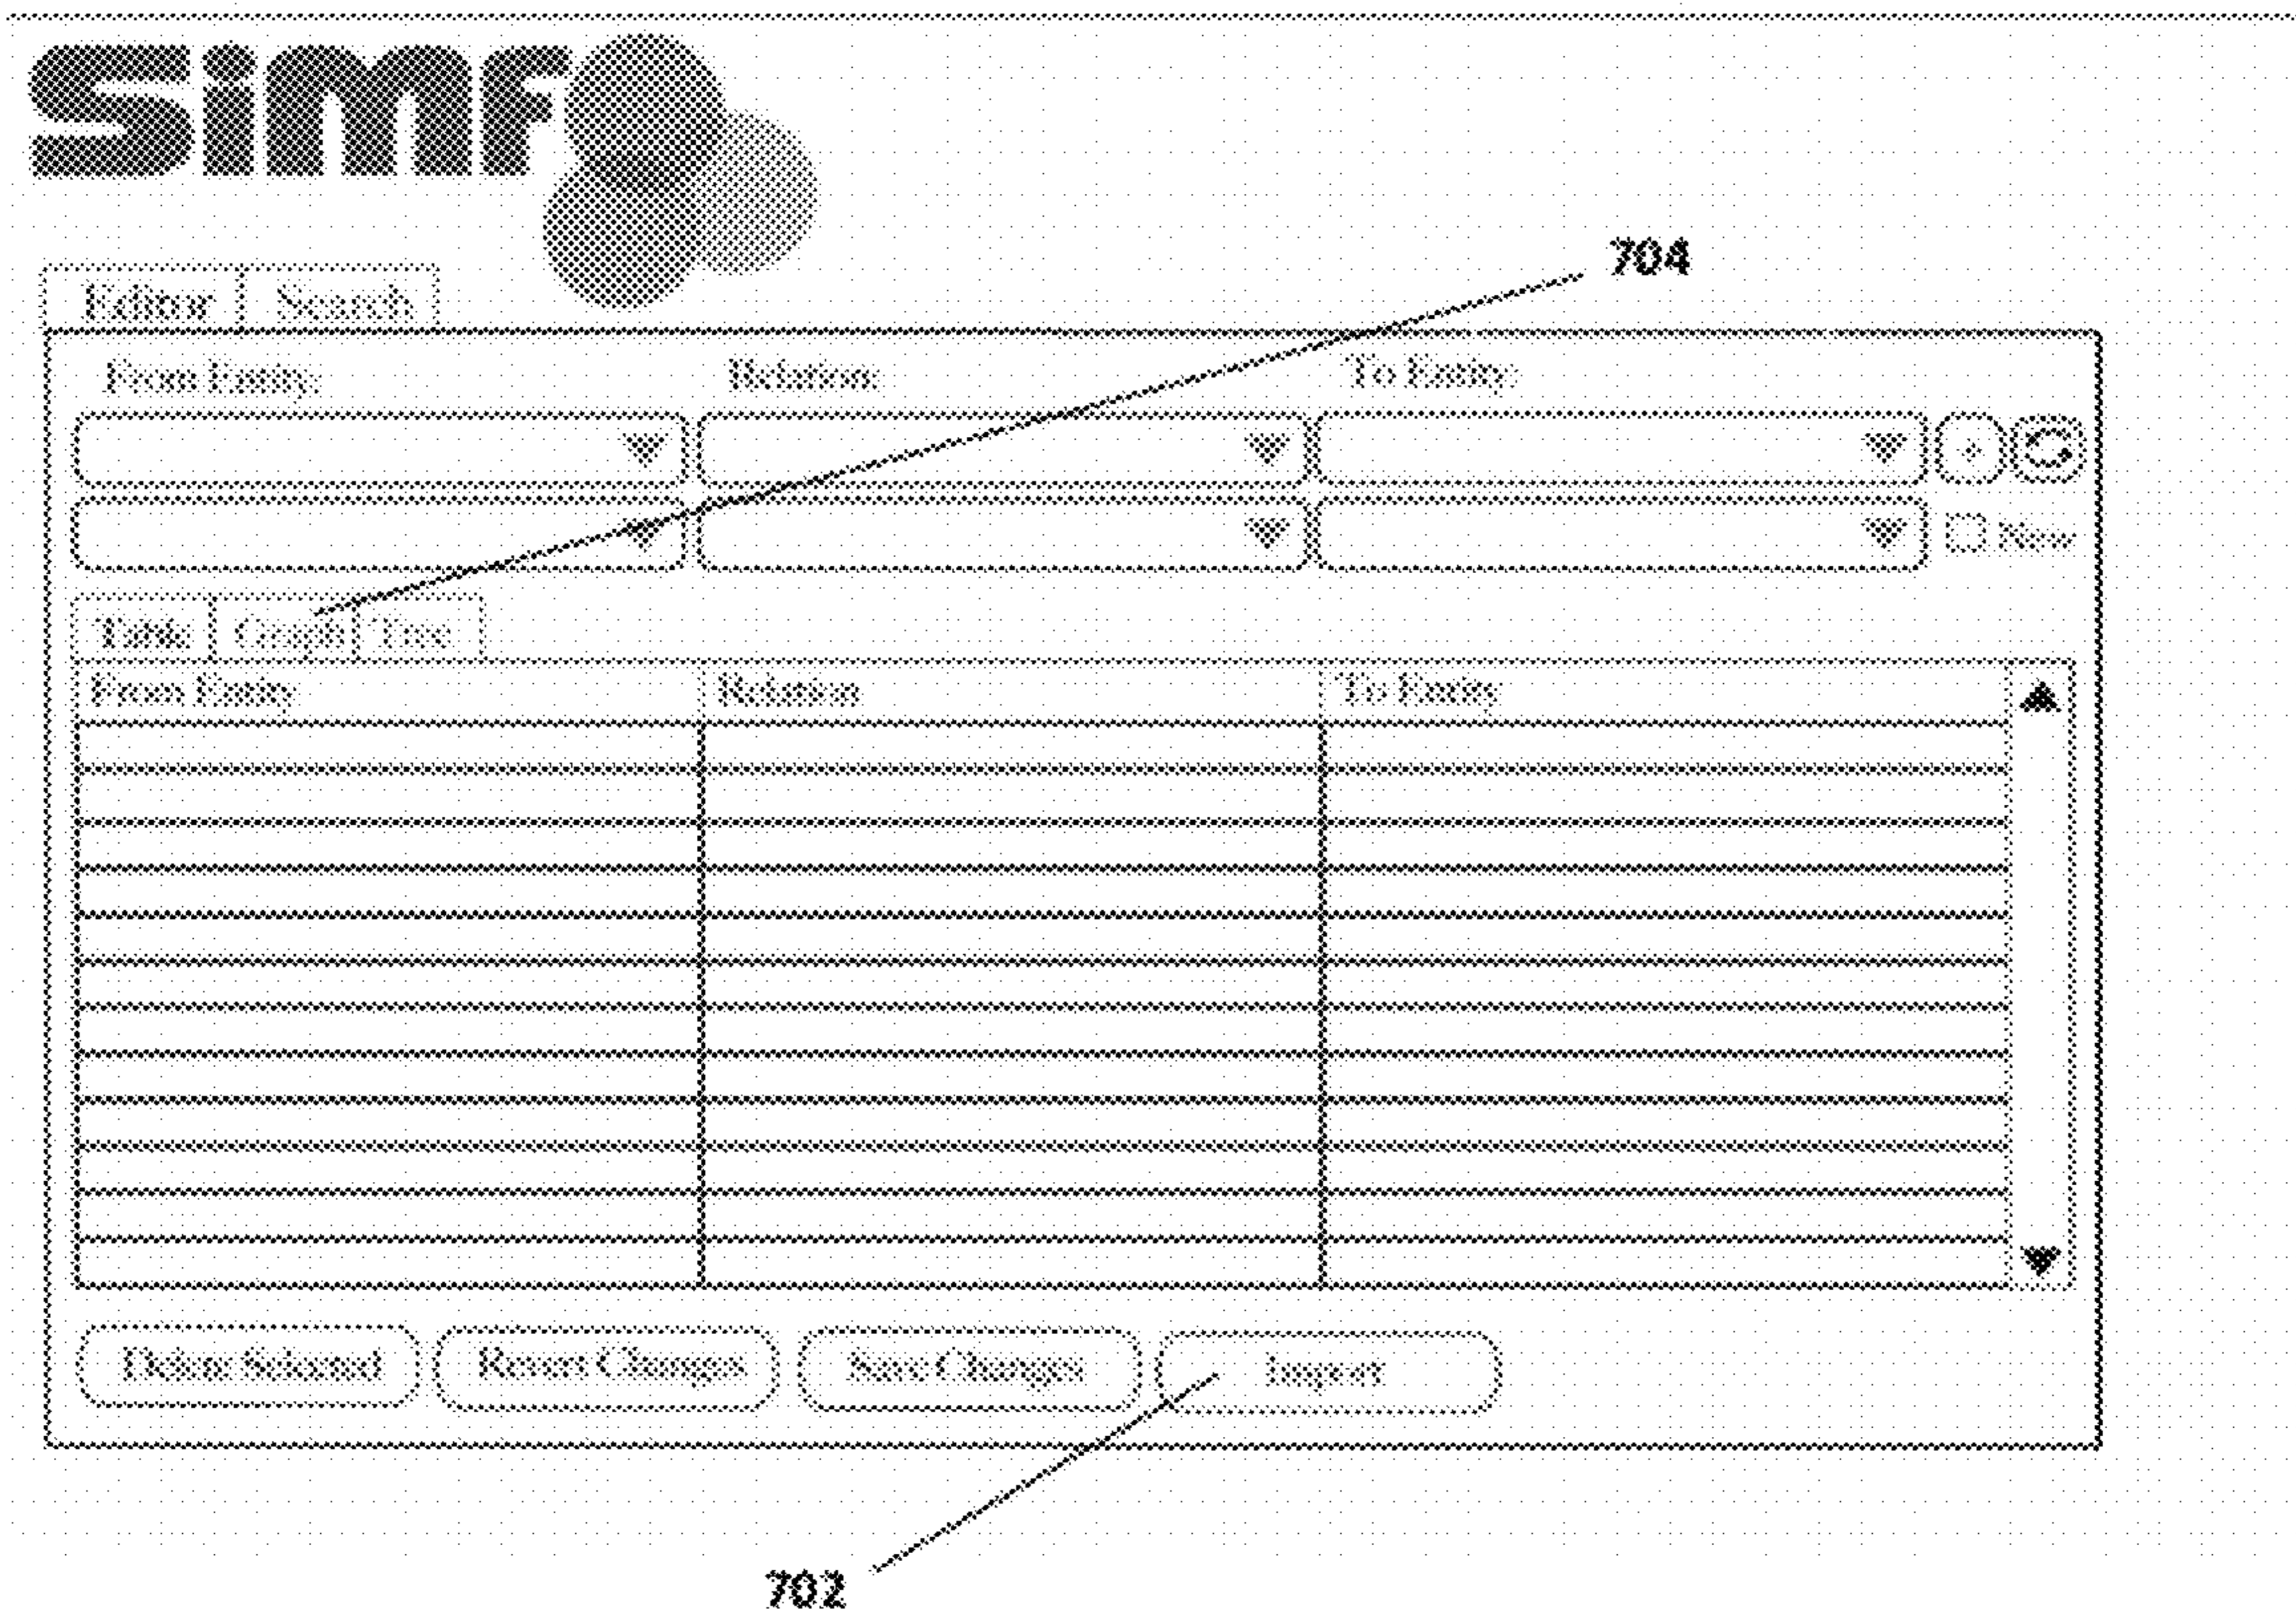 SiMF
704
Editor Search
From Entity Relation To Entity
New
Table Graph Tree
From Entity Relation To Entity
Delete Selected Revert Changes Save Changes Import
702